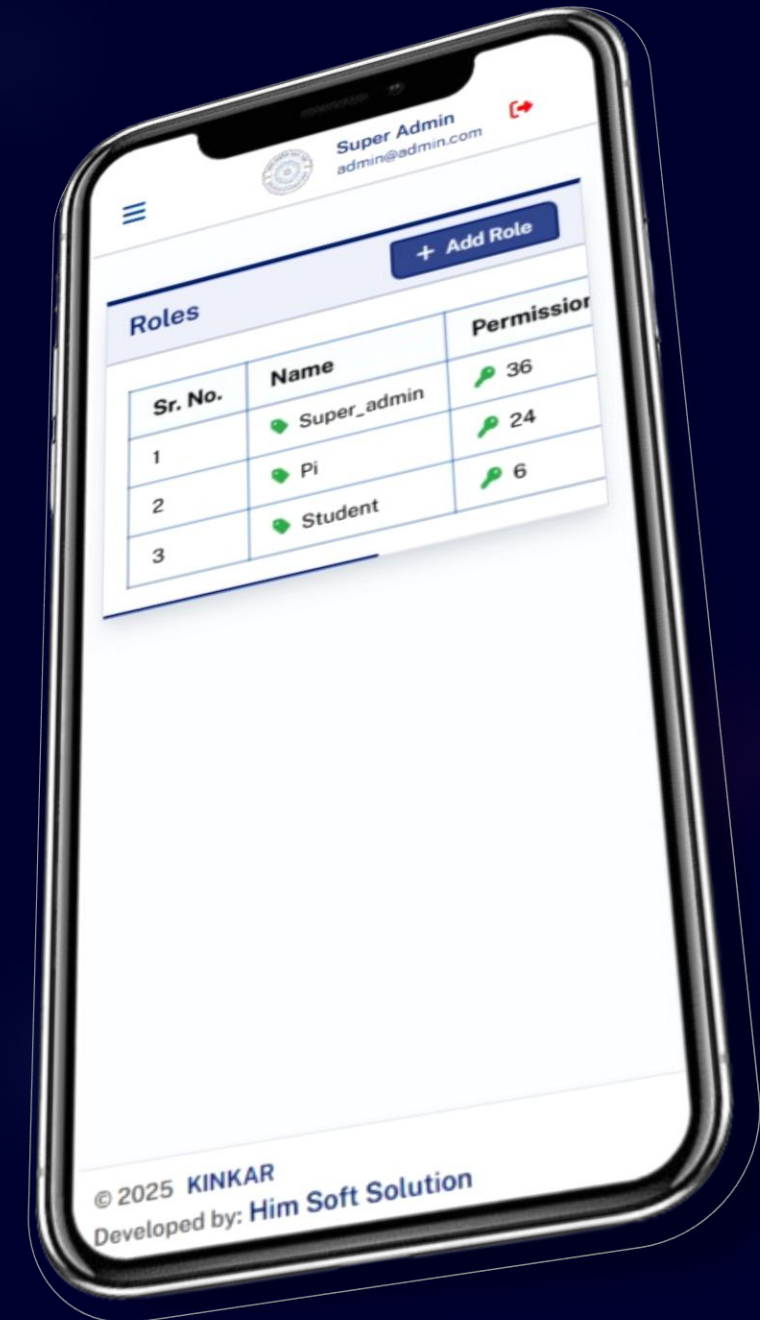 Super Admin
admin@admin.com
Roles
+ Add Role
Sr. No. Name Permission
1 Super_admin 36
2 Pi 24
3 Student 6
© 2025 KINKAR
Developed by: Him Soft Solution